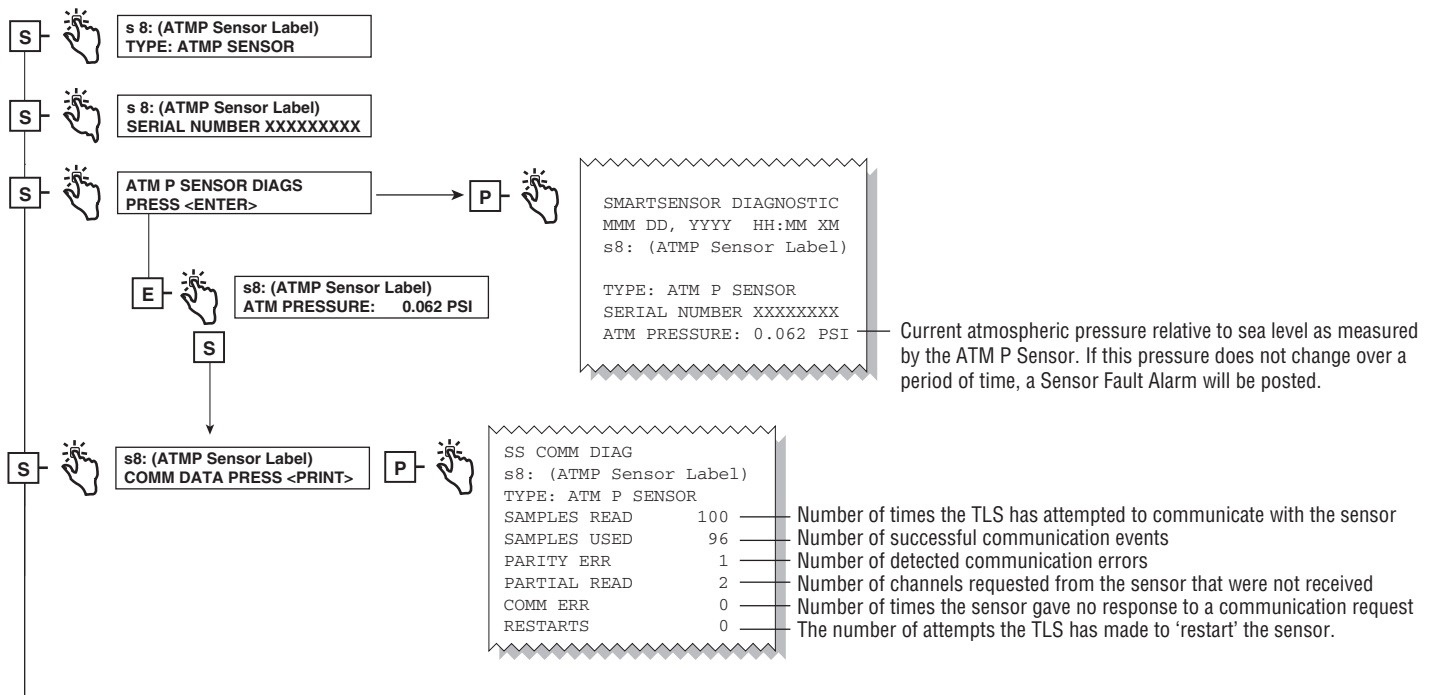 S
s 8: (ATMP Sensor Label)
TYPE: ATMP SENSOR
S
s 8: (ATMP Sensor Label)
SERIAL NUMBER XXXXXXXXX
S
ATM P SENSOR DIAGS
PRESS <ENTER>
P
SMARTSENSOR DIAGNOSTIC
MMM DD, YYYY HH:MM XM
s8: (ATMP Sensor Label)
TYPE: ATM P SENSOR
SERIAL NUMBER XXXXXXXX
ATM PRESSURE: 0.062 PSI
Current atmospheric pressure relative to sea level as measured
by the ATM P Sensor. If this pressure does not change over a
period of time, a Sensor Fault Alarm will be posted.
E
s8: (ATMP Sensor Label)
ATM PRESSURE: 0.062 PSI
S
S
s8: (ATMP Sensor Label)
COMM DATA PRESS <PRINT>
P
SS COMM DIAG
s8: (ATMP Sensor Label)
TYPE: ATM P SENSOR
SAMPLES READ 100 Number of times the TLS has attempted to communicate with the sensor
SAMPLES USED 96 Number of successful communication events
PARITY ERR 1 Number of detected communication errors
PARTIAL READ 2 Number of channels requested from the sensor that were not received
COMM ERR 0 Number of times the sensor gave no response to a communication request
RESTARTS 0 The number of attempts the TLS has made to ‘restart’ the sensor.